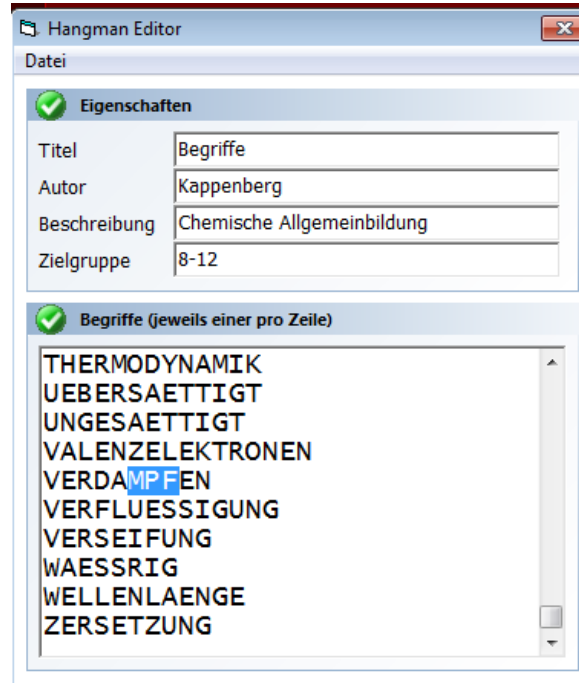 Hangman Editor
Datei
Eigenschaften
Titel Begriffe
Autor Kappenberg
Beschreibung Chemische Allgemeinbildung
Zielgruppe 8-12
Begriffe (jeweils einer pro Zeile)
THERMODYNAMIK
UEBERSAETTIGT
UNGESAETTIGT
VALENZELEKTRONEN
VERDAMPFEN
VERFLUESSIGUNG
VERSEIFUNG
WAESSRIG
WELLENLAENGE
ZERSETZUNG